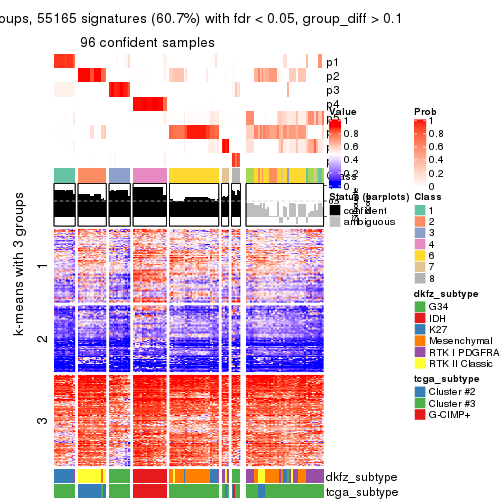 oups, 55165 signatures (60.7%) with fdr < 0.05, group_diff > 0.1
96 confident samples
p1
p2
p3
p4
Value
1
0.8
0.6
0.4
0.2
0
Prob
1
0.8
0.6
0.4
0.2
0
Status (barplots)
confident
ambiguous
Class
1
2
3
4
6
7
8
dkfz_subtype
G34
IDH
K27
Mesenchymal
RTK I PDGFRA
RTK II Classic
tcga_subtype
Cluster #2
Cluster #3
G-CIMP+
k-means with 3 groups
1
2
3
dkfz_subtype
tcga_subtype